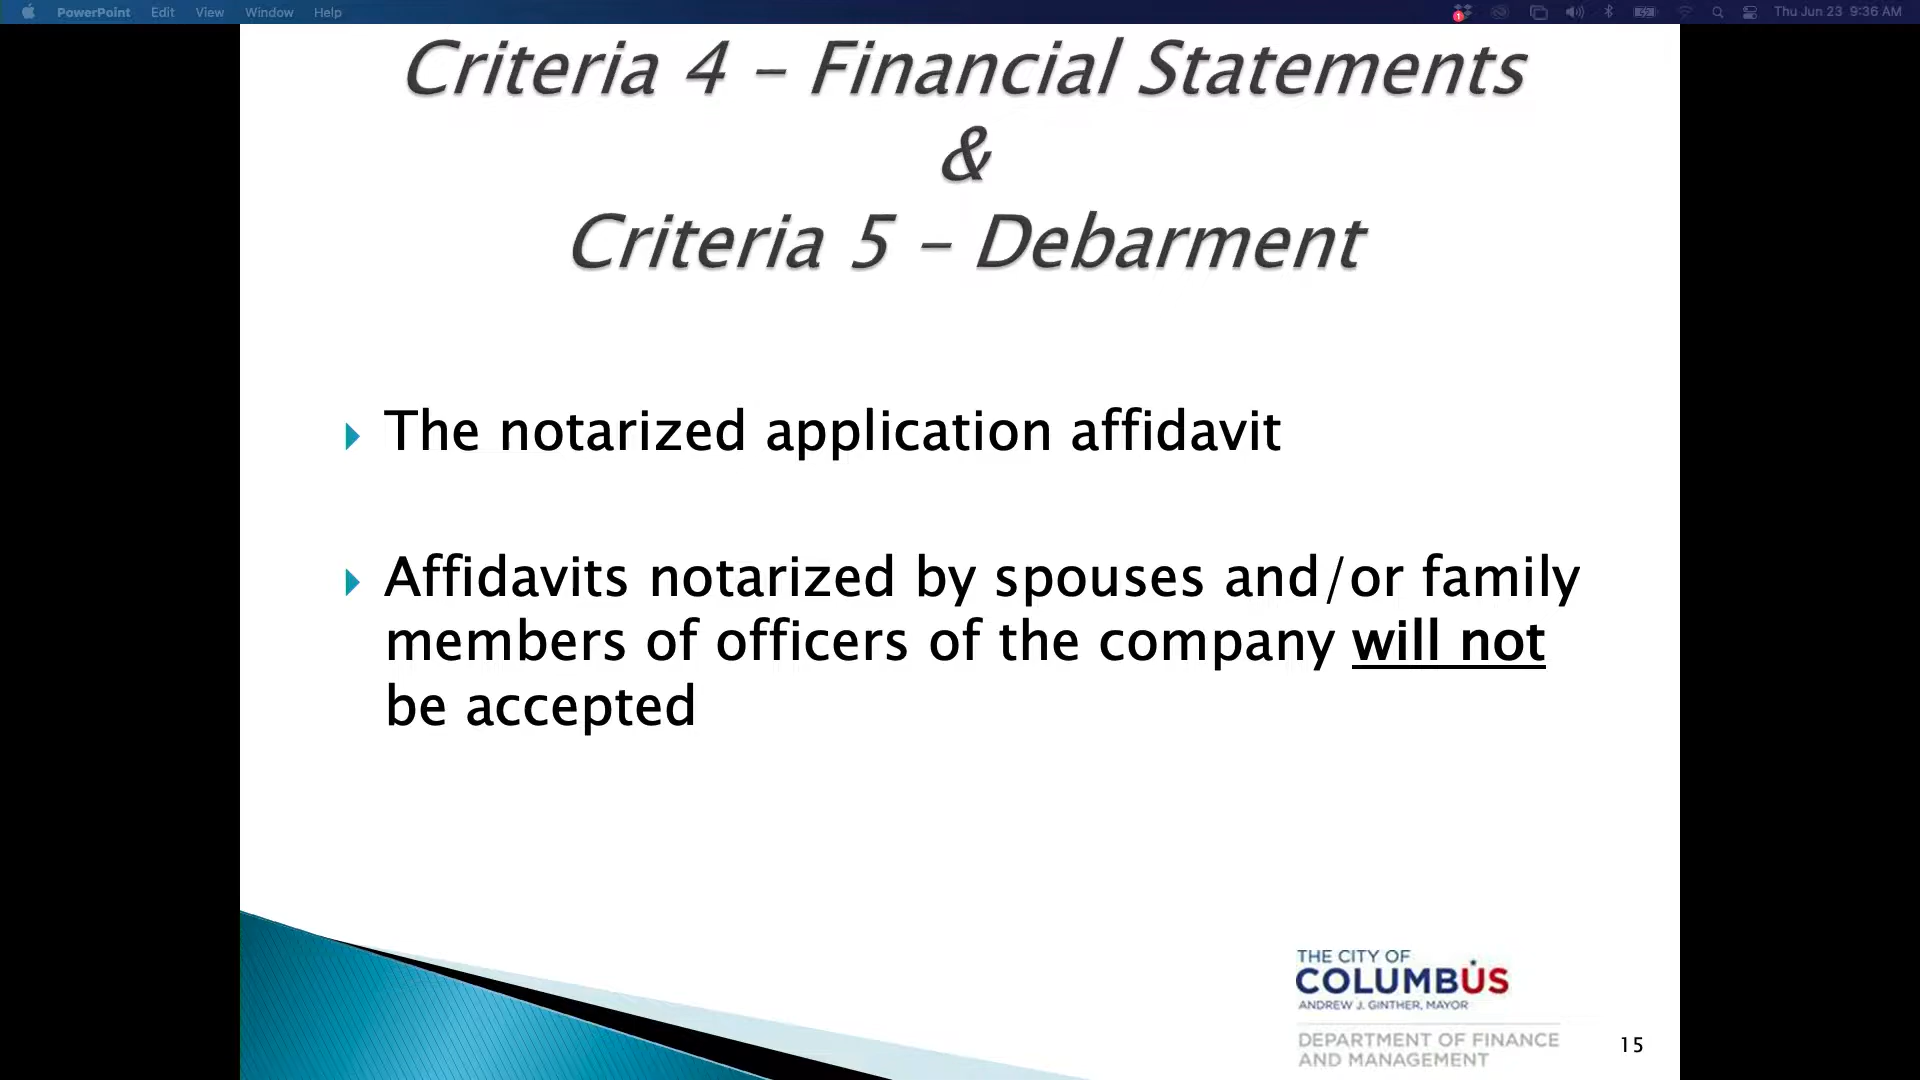 PowerPoint Edit View Window Help
1
Thu Jun 23 9:36 AM
Criteria 4 – Financial Statements
&
Criteria 5 – Debarment
The notarized application affidavit
Affidavits notarized by spouses and/or family
members of officers of the company will not
be accepted
THE CITY OF
COLUMBUS
ANDREW J. GINTHER, MAYOR
DEPARTMENT OF FINANCE
AND MANAGEMENT
15